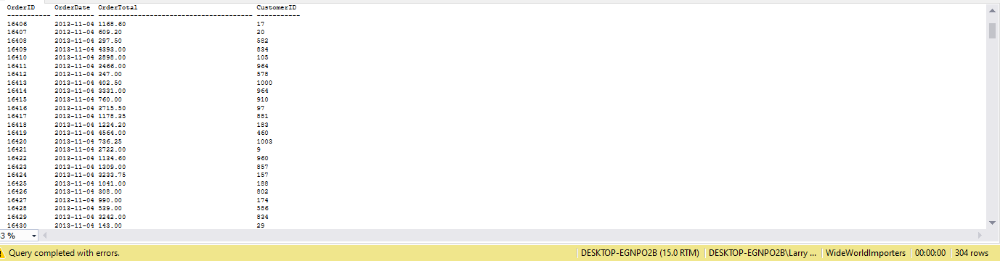 OrderID OrderDate OrderTotal CustomerID
----------- ---------- --------------------------------------- -----------
16406 2013-11-04 1168.60 17
16407 2013-11-04 609.20 20
16408 2013-11-04 297.50 582
16409 2013-11-04 4393.00 834
16410 2013-11-04 2898.00 105
16411 2013-11-04 3466.00 964
16412 2013-11-04 347.00 578
16413 2013-11-04 402.50 1000
16414 2013-11-04 3331.00 964
16415 2013-11-04 760.00 910
16416 2013-11-04 3715.50 97
16417 2013-11-04 1178.35 881
16418 2013-11-04 1224.20 183
16419 2013-11-04 4564.00 460
16420 2013-11-04 736.25 1003
16421 2013-11-04 2722.00 9
16422 2013-11-04 1134.60 960
16423 2013-11-04 1309.00 857
16424 2013-11-04 3233.75 157
16425 2013-11-04 1041.00 188
16426 2013-11-04 308.00 802
16427 2013-11-04 990.00 174
16428 2013-11-04 539.00 586
16429 2013-11-04 3242.00 834
16430 2013-11-04 143.00 29
3 %
Query completed with errors. DESKTOP-EGNPO2B (15.0 RTM) DESKTOP-EGNPO2B\Larry ... WideWorldImporters 00:00:00 304 rows